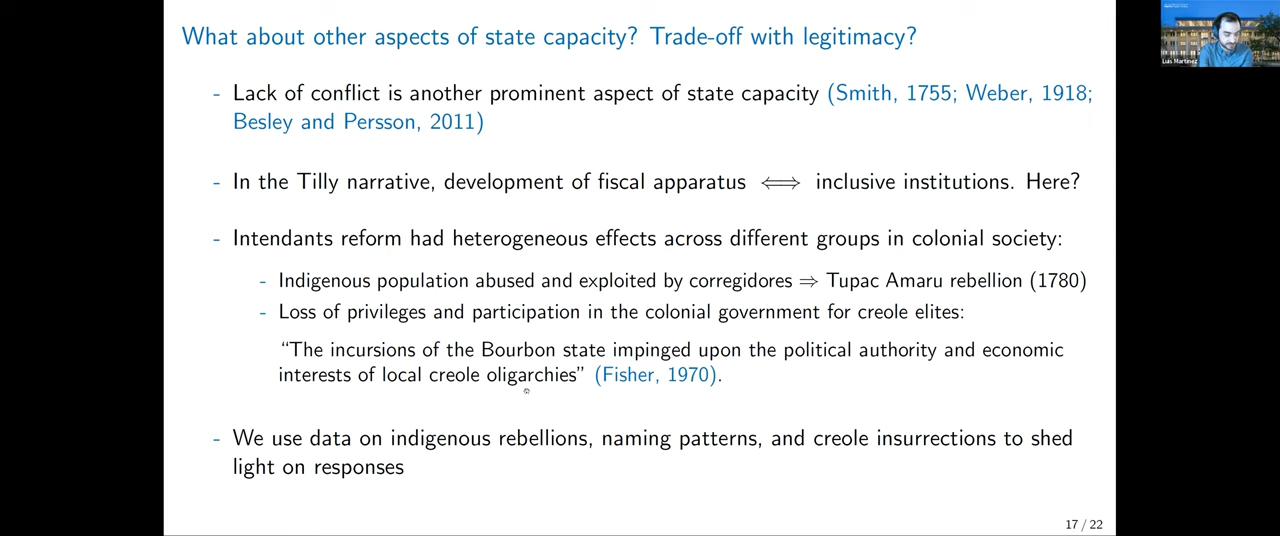 What about other aspects of state capacity? Trade-off with legitimacy?
- Lack of conflict is another prominent aspect of state capacity (Smith, 1755; Weber, 1918;
Besley and Persson, 2011)
- In the Tilly narrative, development of fiscal apparatus ⟺ inclusive institutions. Here?
- Intendants reform had heterogeneous effects across different groups in colonial society:
- Indigenous population abused and exploited by corregidores ⇒ Tupac Amaru rebellion (1780)
- Loss of privileges and participation in the colonial government for creole elites:
“The incursions of the Bourbon state impinged upon the political authority and economic
interests of local creole oligarchies” (Fisher, 1970).
- We use data on indigenous rebellions, naming patterns, and creole insurrections to shed
light on responses
17 / 22
Luis Martinez